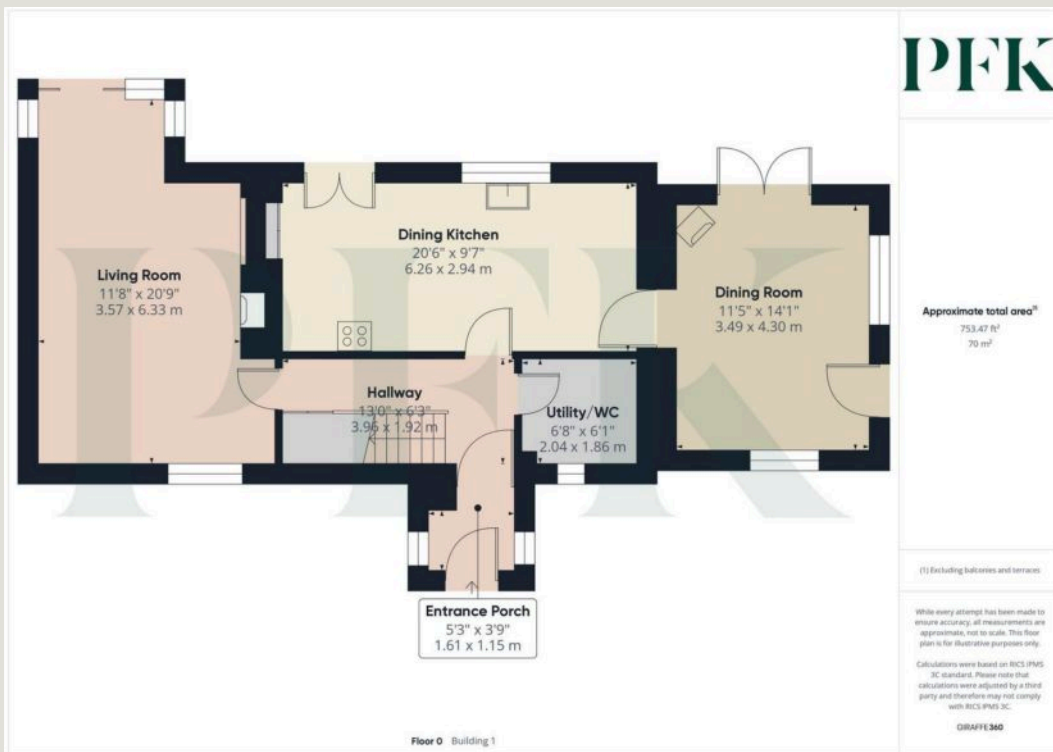 PFK
Living Room
11'8" x 20'9"
3.57 x 6.33 m
Dining Kitchen
20'6" x 9'7"
6.26 x 2.94 m
Dining Room
11'5" x 14'1"
3.49 x 4.30 m
Hallway
13'0" x 6'3"
3.96 x 1.92 m
Utility/WC
6'8" x 6'1"
2.04 x 1.86 m
Entrance Porch
5'3" x 3'9"
1.61 x 1.15 m
PFK
Floor 0 Building 1
Approximate total area⁽¹⁾
753.47 ft²
70 m²
(1) Excluding balconies and terraces
While every attempt has been made to
ensure accuracy, all measurements are
approximate, not to scale. This floor
plan is for illustrative purposes only.
Calculations were based on RICS IPMS
3C standard. Please note that
calculations were adjusted by a third
party and therefore may not comply
with RICS IPMS 3C.
GIRAFFE360